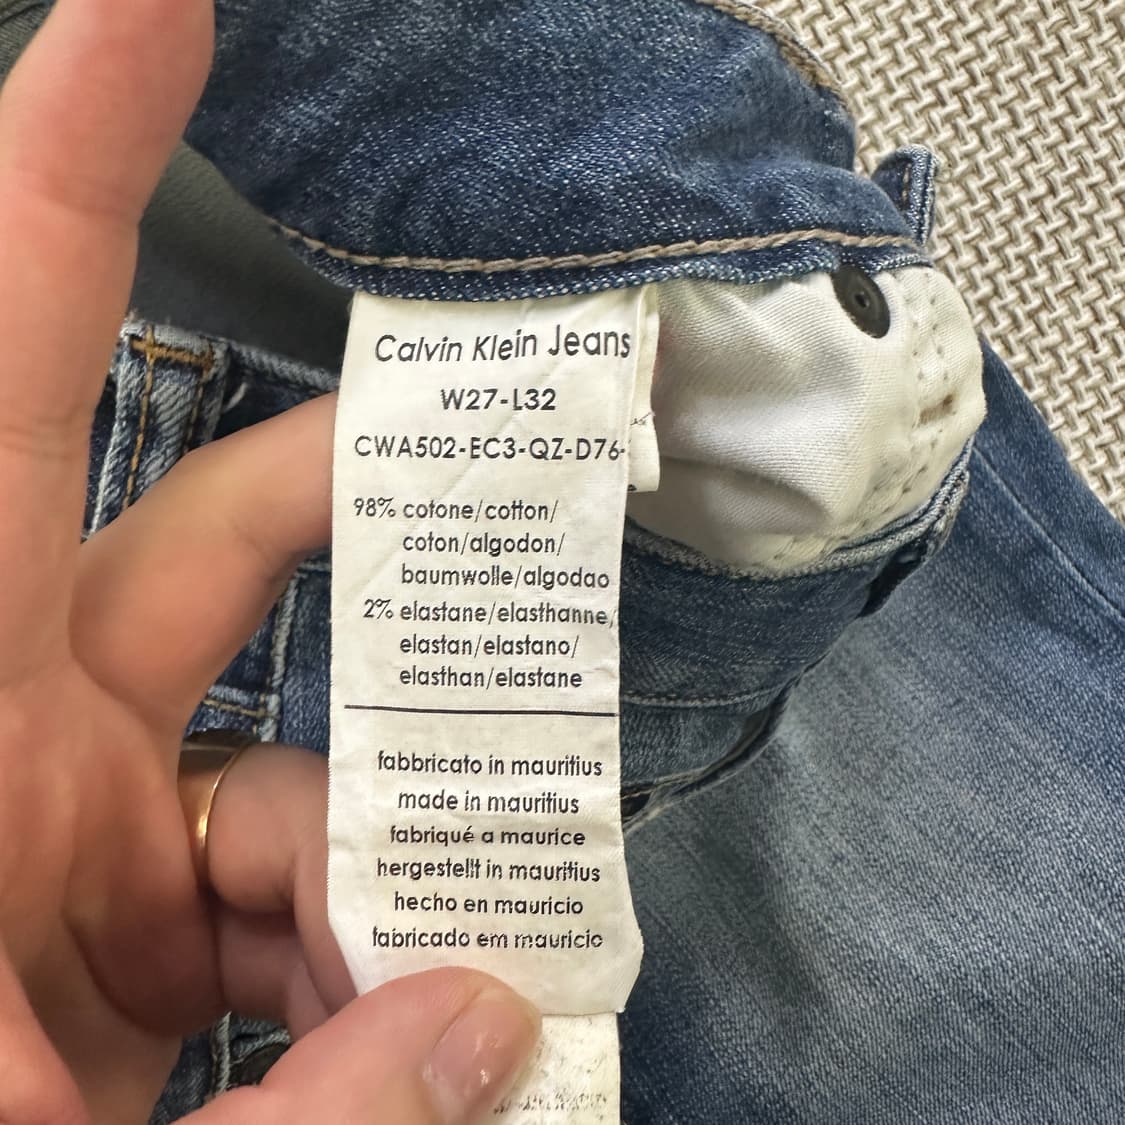 Calvin Klein Jeans
W27-L32
CWA502-EC3-QZ-D76-
98% cotone/cotton/
coton/algodon/
baumwolle/algodao
2% elastane/elasthanne/
elastan/elastano/
elasthan/elastane
fabbricato in mauritius
made in mauritius
fabriqué a maurice
hergestellt in mauritius
hecho en mauricio
fabricado em mauricio